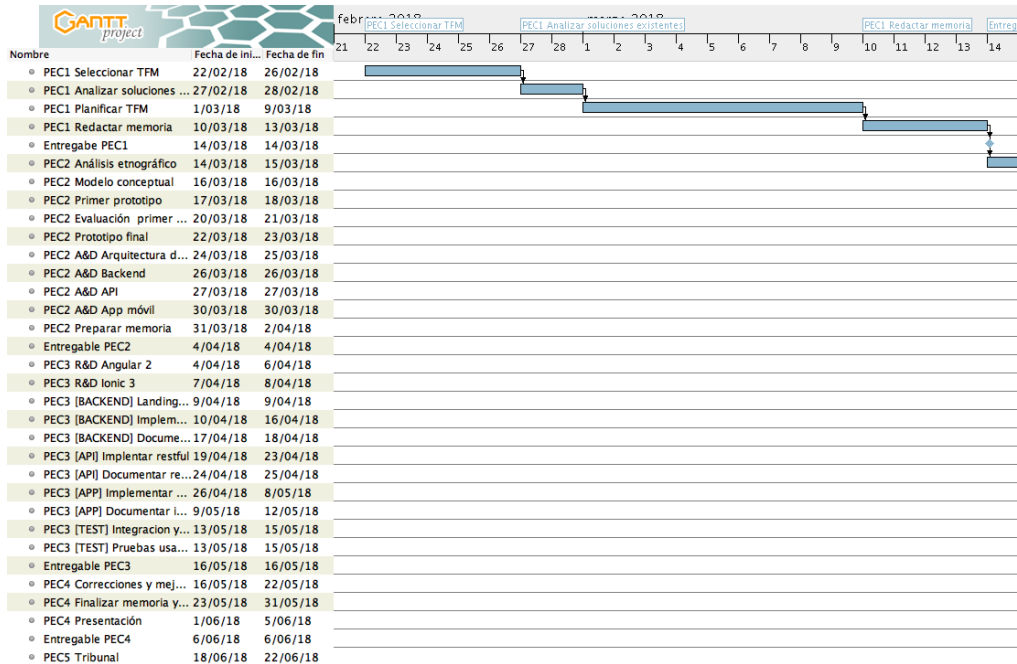 GANTT
project
PEC1 Seleccionar TFM PEC1 Analizar soluciones existentes PEC1 Redactar memoria Entreg
21 22 23 24 25 26 27 28 1 2 3 4 5 6 7 8 9 10 11 12 13 14
Nombre Fecha de ini... Fecha de fin
PEC1 Seleccionar TFM 22/02/18 26/02/18
PEC1 Analizar soluciones ... 27/02/18 28/02/18
PEC1 Planificar TFM 1/03/18 9/03/18
PEC1 Redactar memoria 10/03/18 13/03/18
Entregabe PEC1 14/03/18 14/03/18
PEC2 Análisis etnográfico 14/03/18 15/03/18
PEC2 Modelo conceptual 16/03/18 16/03/18
PEC2 Primer prototipo 17/03/18 18/03/18
PEC2 Evaluación primer ... 20/03/18 21/03/18
PEC2 Prototipo final 22/03/18 23/03/18
PEC2 A&D Arquitectura d... 24/03/18 25/03/18
PEC2 A&D Backend 26/03/18 26/03/18
PEC2 A&D API 27/03/18 27/03/18
PEC2 A&D App móvil 30/03/18 30/03/18
PEC2 Preparar memoria 31/03/18 2/04/18
Entregable PEC2 4/04/18 4/04/18
PEC3 R&D Angular 2 4/04/18 6/04/18
PEC3 R&D Ionic 3 7/04/18 8/04/18
PEC3 [BACKEND] Landing... 9/04/18 9/04/18
PEC3 [BACKEND] Implem... 10/04/18 16/04/18
PEC3 [BACKEND] Docume... 17/04/18 18/04/18
PEC3 [API] Implentar restful 19/04/18 23/04/18
PEC3 [API] Documentar re... 24/04/18 25/04/18
PEC3 [APP] Implementar ... 26/04/18 8/05/18
PEC3 [APP] Documentar i... 9/05/18 12/05/18
PEC3 [TEST] Integracion y... 13/05/18 15/05/18
PEC3 [TEST] Pruebas usa... 13/05/18 15/05/18
Entregable PEC3 16/05/18 16/05/18
PEC4 Correcciones y mej... 16/05/18 22/05/18
PEC4 Finalizar memoria y... 23/05/18 31/05/18
PEC4 Presentación 1/06/18 5/06/18
Entregable PEC4 6/06/18 6/06/18
PEC5 Tribunal 18/06/18 22/06/18